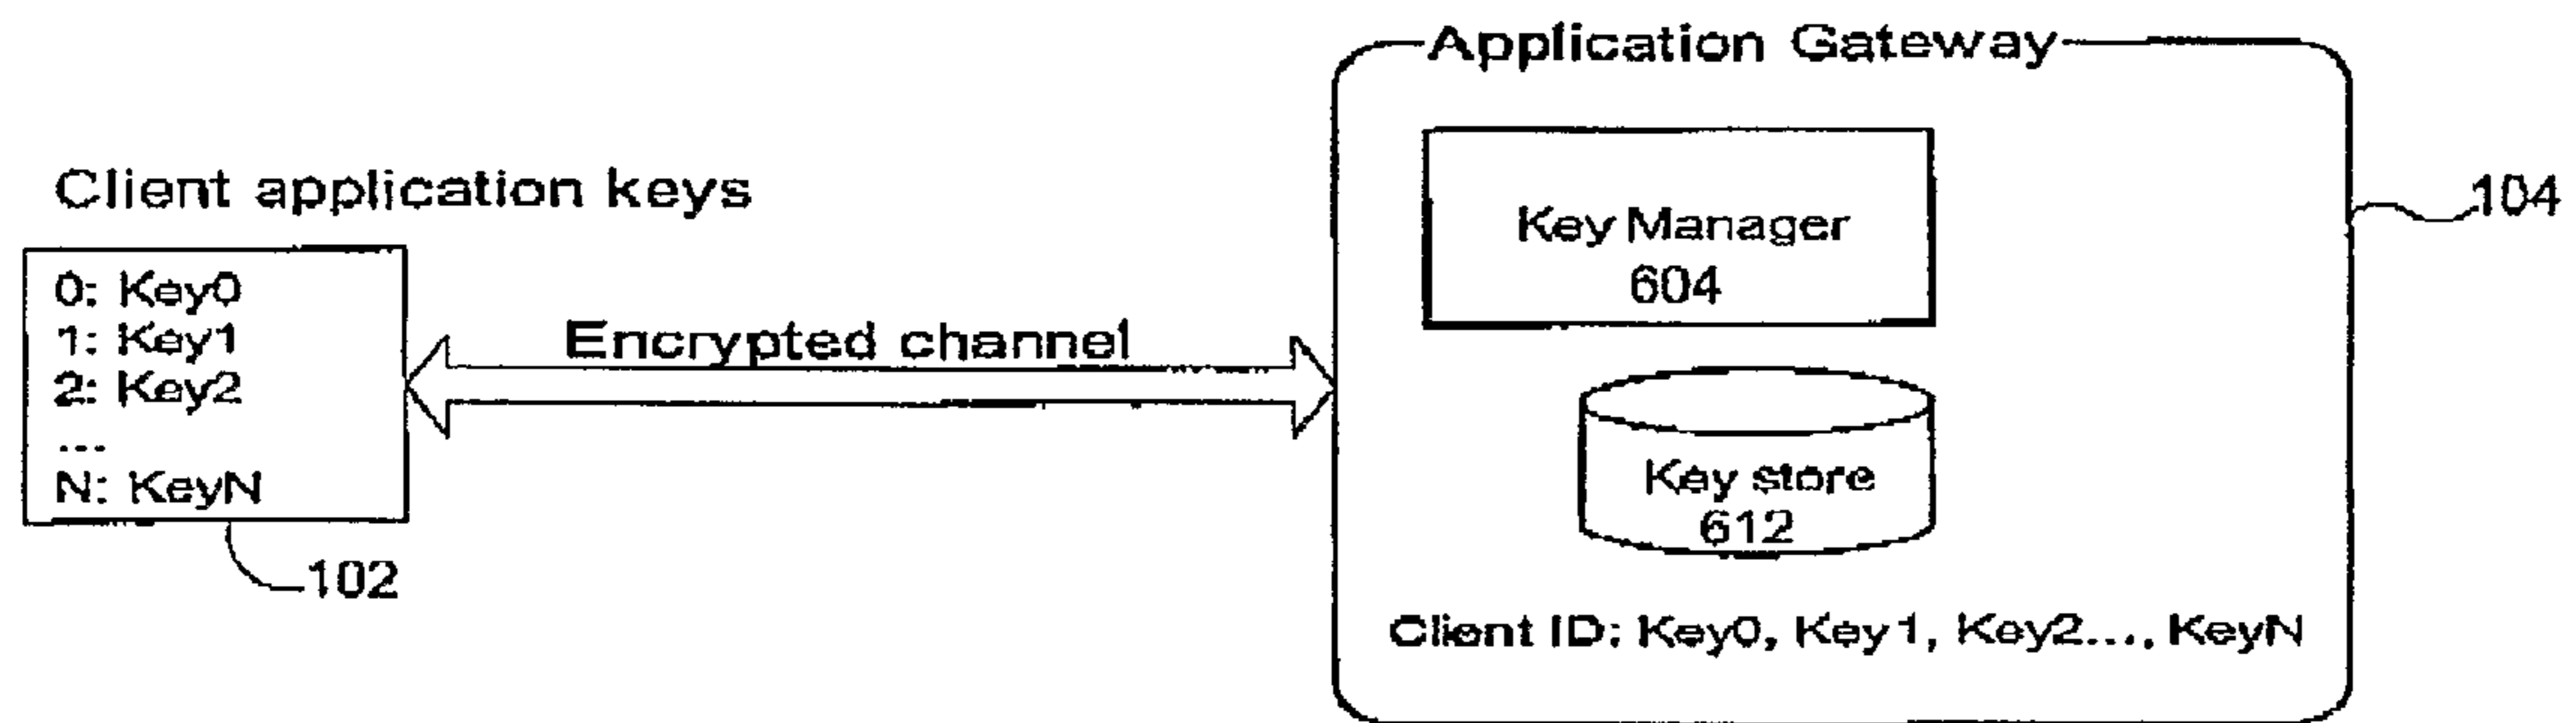 Application Gateway
Client application keys
Key Manager
604
104
0: Key0
1: Key1
2: Key2
...
N: KeyN
Encrypted channel
Key store
612
102
Client ID: Key0, Key1, Key2..., KeyN